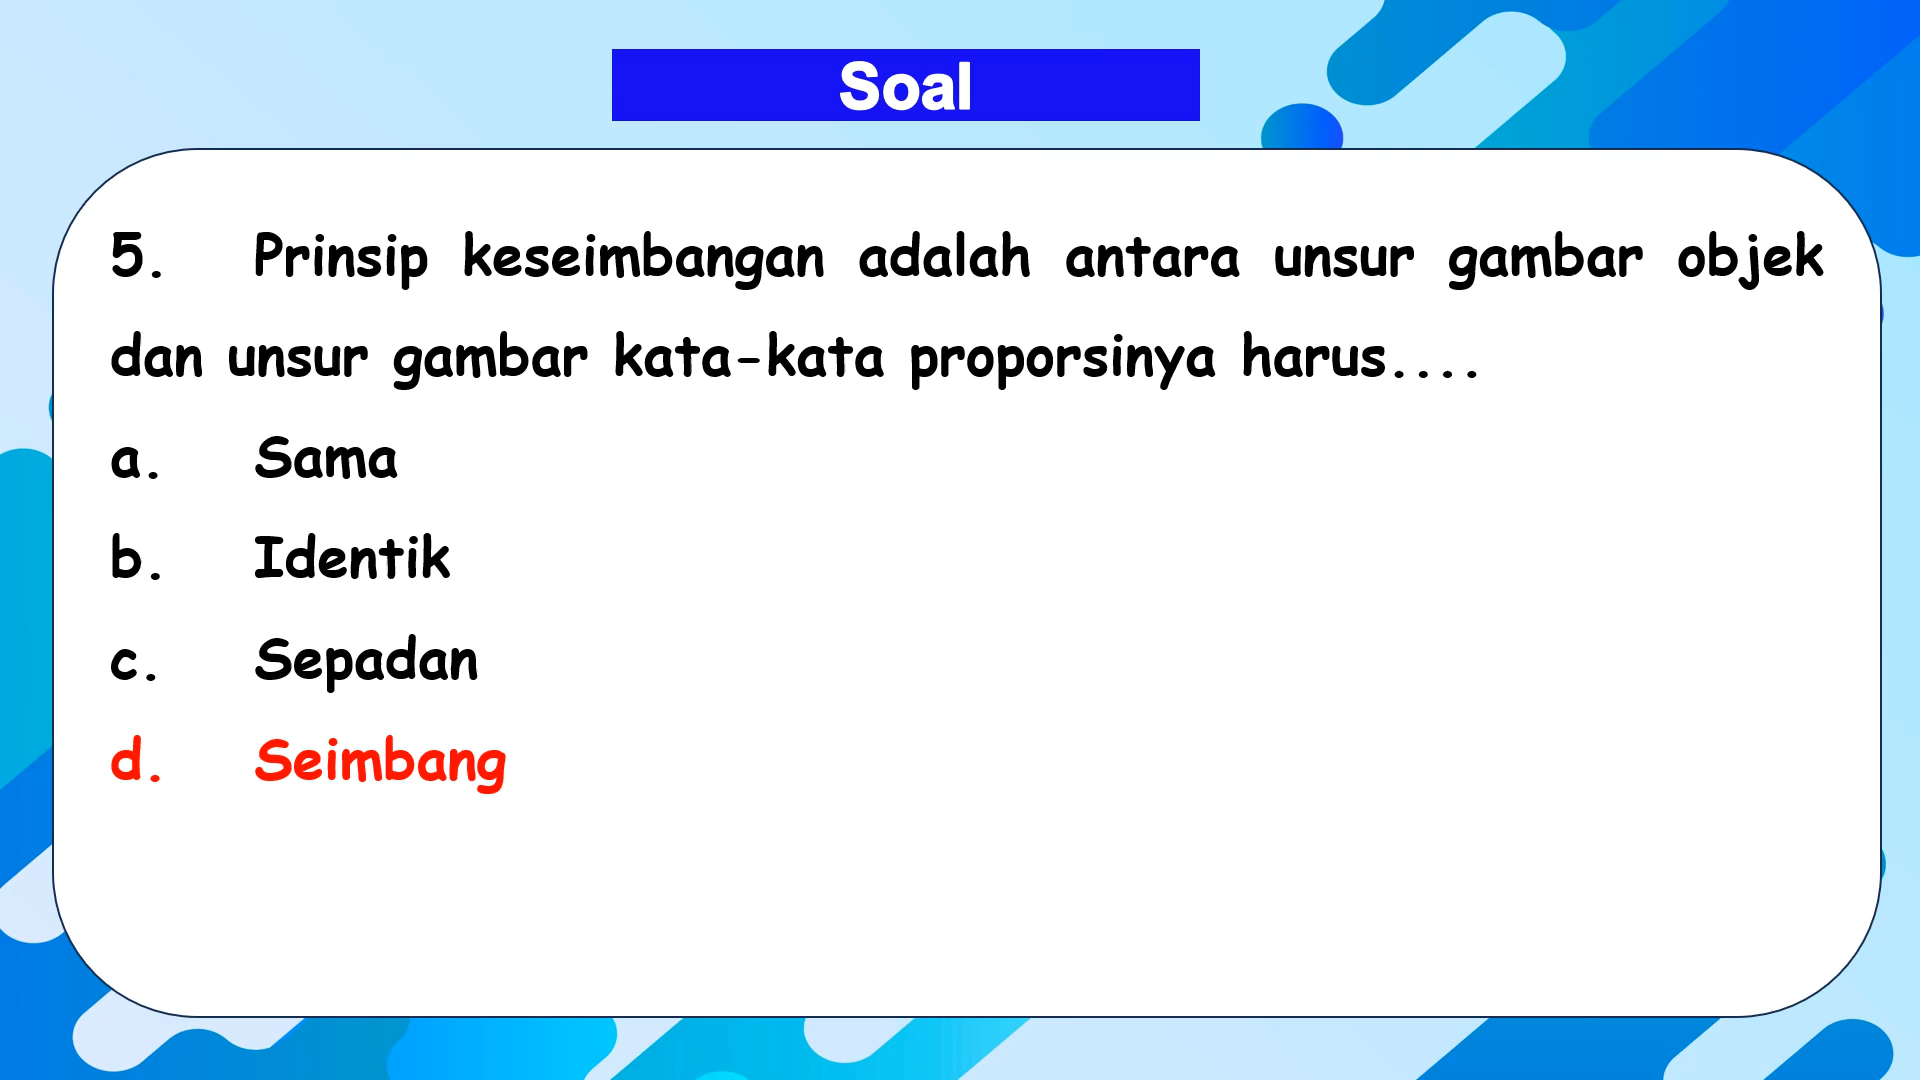 Soal
5. Prinsip keseimbangan adalah antara unsur gambar objek
dan unsur gambar kata-kata proporsinya harus....
a. Sama
b. Identik
c. Sepadan
d. Seimbang